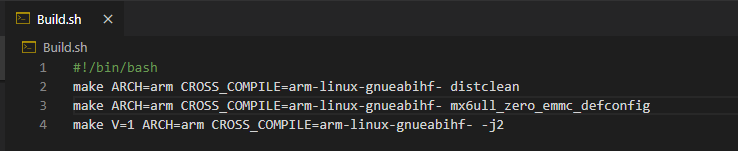 Build.sh
Build.sh
1 #!/bin/bash
2 make ARCH=arm CROSS_COMPILE=arm-linux-gnueabihf- distclean
3 make ARCH=arm CROSS_COMPILE=arm-linux-gnueabihf- mx6ull_zero_emmc_defconfig
4 make V=1 ARCH=arm CROSS_COMPILE=arm-linux-gnueabihf- -j2